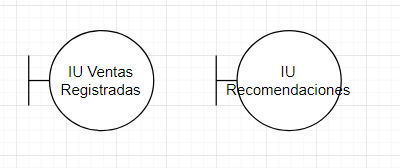 IU Ventas
Registradas
IU
Recomendaciones